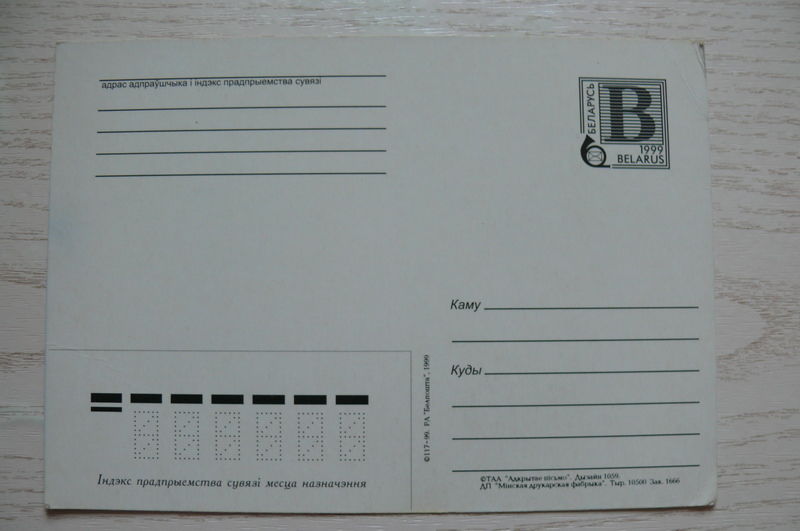 адрас адпраўшчыка і індэкс прадпрыемства сувязі
БЕЛАРУСЬ
B
1999
BELARUS
Каму
Куды
Індэкс прадпрыемства сувязі месца назначэння
©117-99. РА "Белпошта", 1999
©ТАА "Адкрытае пісьмо". Дызайн 1059.
ДП "Мінская друкарская фабрыка". Тыр. 10500 Зак. 1666